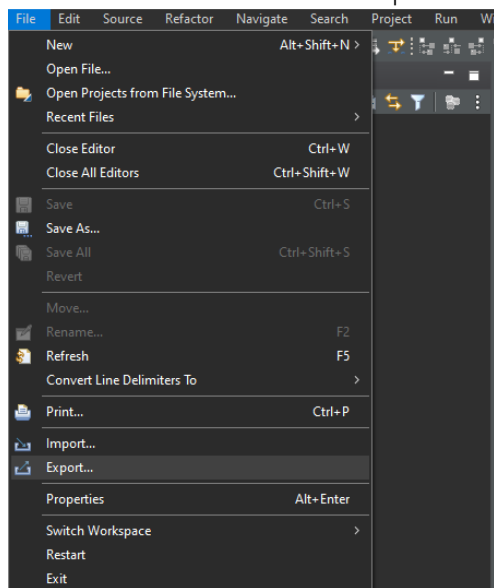 File Edit Source Refactor Navigate Search Project Run
New Alt+Shift+N >
Open File...
Open Projects from File System...
Recent Files >
Close Editor Ctrl+W
Close All Editors Ctrl+Shift+W
Save Ctrl+S
Save As...
Save All Ctrl+Shift+S
Revert
Move...
Rename... F2
Refresh F5
Convert Line Delimiters To >
Print... Ctrl+P
Import...
Export...
Properties Alt+Enter
Switch Workspace >
Restart
Exit